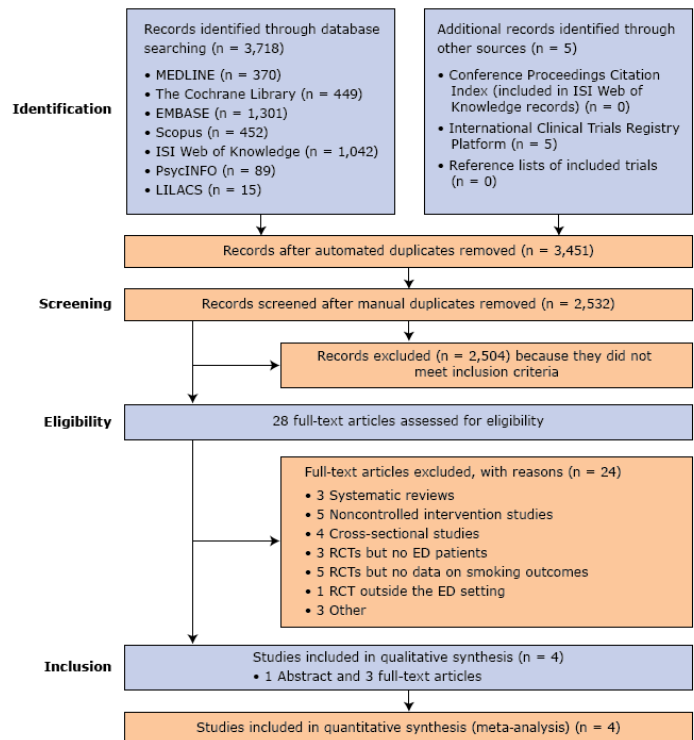 Identification
Records identified through database
searching (n = 3,718)
• MEDLINE (n = 370)
• The Cochrane Library (n = 449)
• EMBASE (n = 1,301)
• Scopus (n = 452)
• ISI Web of Knowledge (n = 1,042)
• PsycINFO (n = 89)
• LILACS (n = 15)
Additional records identified through
other sources (n = 5)
• Conference Proceedings Citation
Index (included in ISI Web of
Knowledge records) (n = 0)
• International Clinical Trials Registry
Platform (n = 5)
• Reference lists of included trials
(n = 0)
Records after automated duplicates removed (n = 3,451)
Screening
Records screened after manual duplicates removed (n = 2,532)
Records excluded (n = 2,504) because they did not
meet inclusion criteria
Eligibility
28 full-text articles assessed for eligibility
Full-text articles excluded, with reasons (n = 24)
• 3 Systematic reviews
• 5 Noncontrolled intervention studies
• 4 Cross-sectional studies
• 3 RCTs but no ED patients
• 5 RCTs but no data on smoking outcomes
• 1 RCT outside the ED setting
• 3 Other
Inclusion
Studies included in qualitative synthesis (n = 4)
• 1 Abstract and 3 full-text articles
Studies included in quantitative synthesis (meta-analysis) (n = 4)